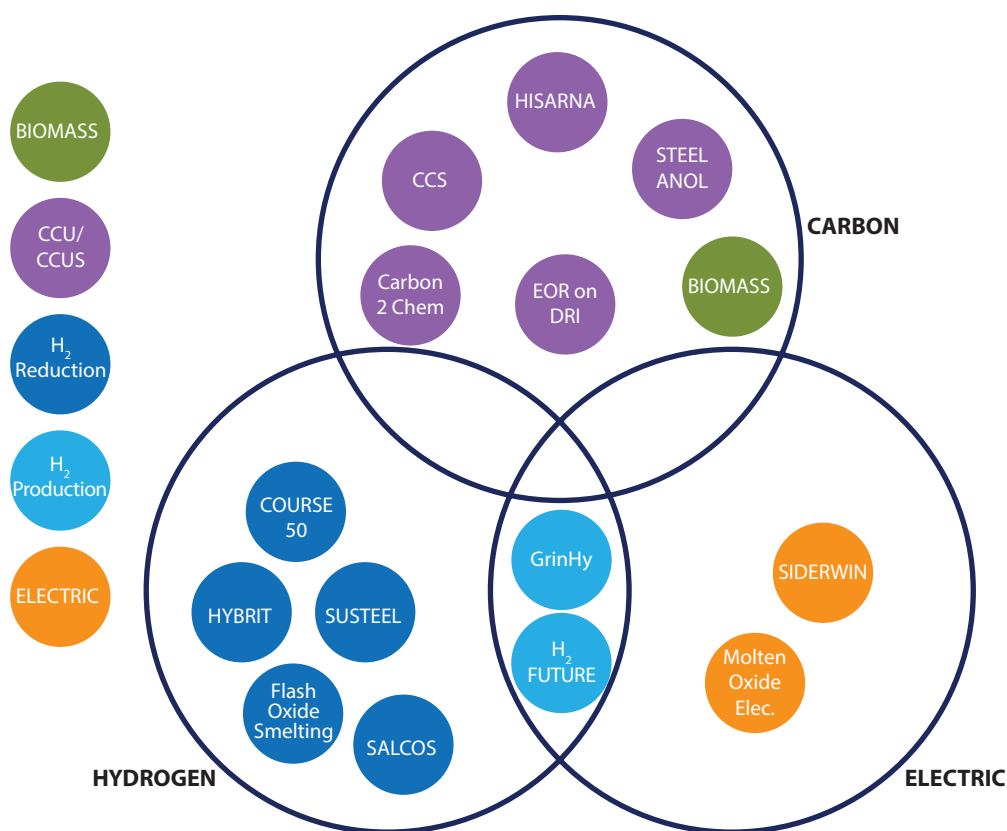 BIOMASS
CCU/
CCUS
H₂
Reduction
H₂
Production
ELECTRIC
HISARNA
STEEL
ANOL
CCS
CARBON
BIOMASS
Carbon
2 Chem
EOR on
DRI
COURSE
50
HYBRIT
SUSTEEL
Flash
Oxide
Smelting
SALCOS
HYDROGEN
GrinHy
H₂
FUTURE
SIDERWIN
Molten
Oxide
Elec.
ELECTRIC